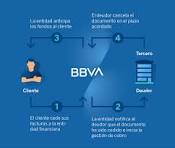 La entidad anticipa
los fondos al cliente
El deudor cancela el
documento en el plazo
acordado
3
4
Tercero
BBVA
Cliente
Deudor
1
2
El cliente cede sus
facturas a la enti-
dad financiera
La entidad notifica al
deudor que el documento
ha sido cedido e inicia la
gestión de cobro